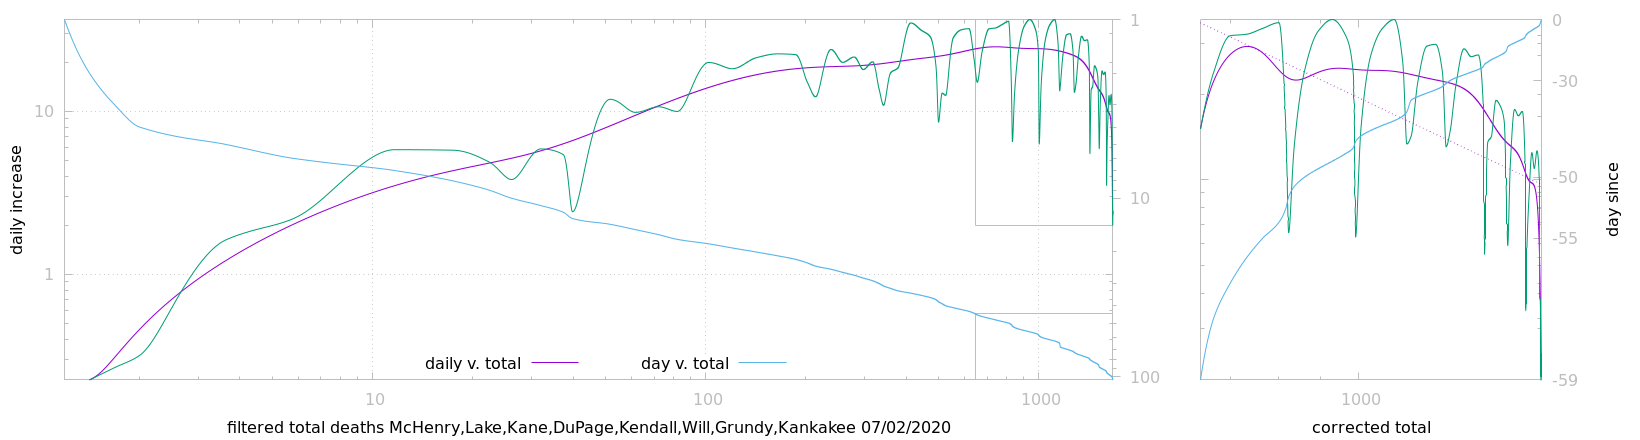 1
0
10
-30
daily increase
-50
day since
10
1
-55
daily v. total
day v. total
100
-59
10
100
1000
1000
filtered total deaths McHenry,Lake,Kane,DuPage,Kendall,Will,Grundy,Kankakee 07/02/2020
corrected total